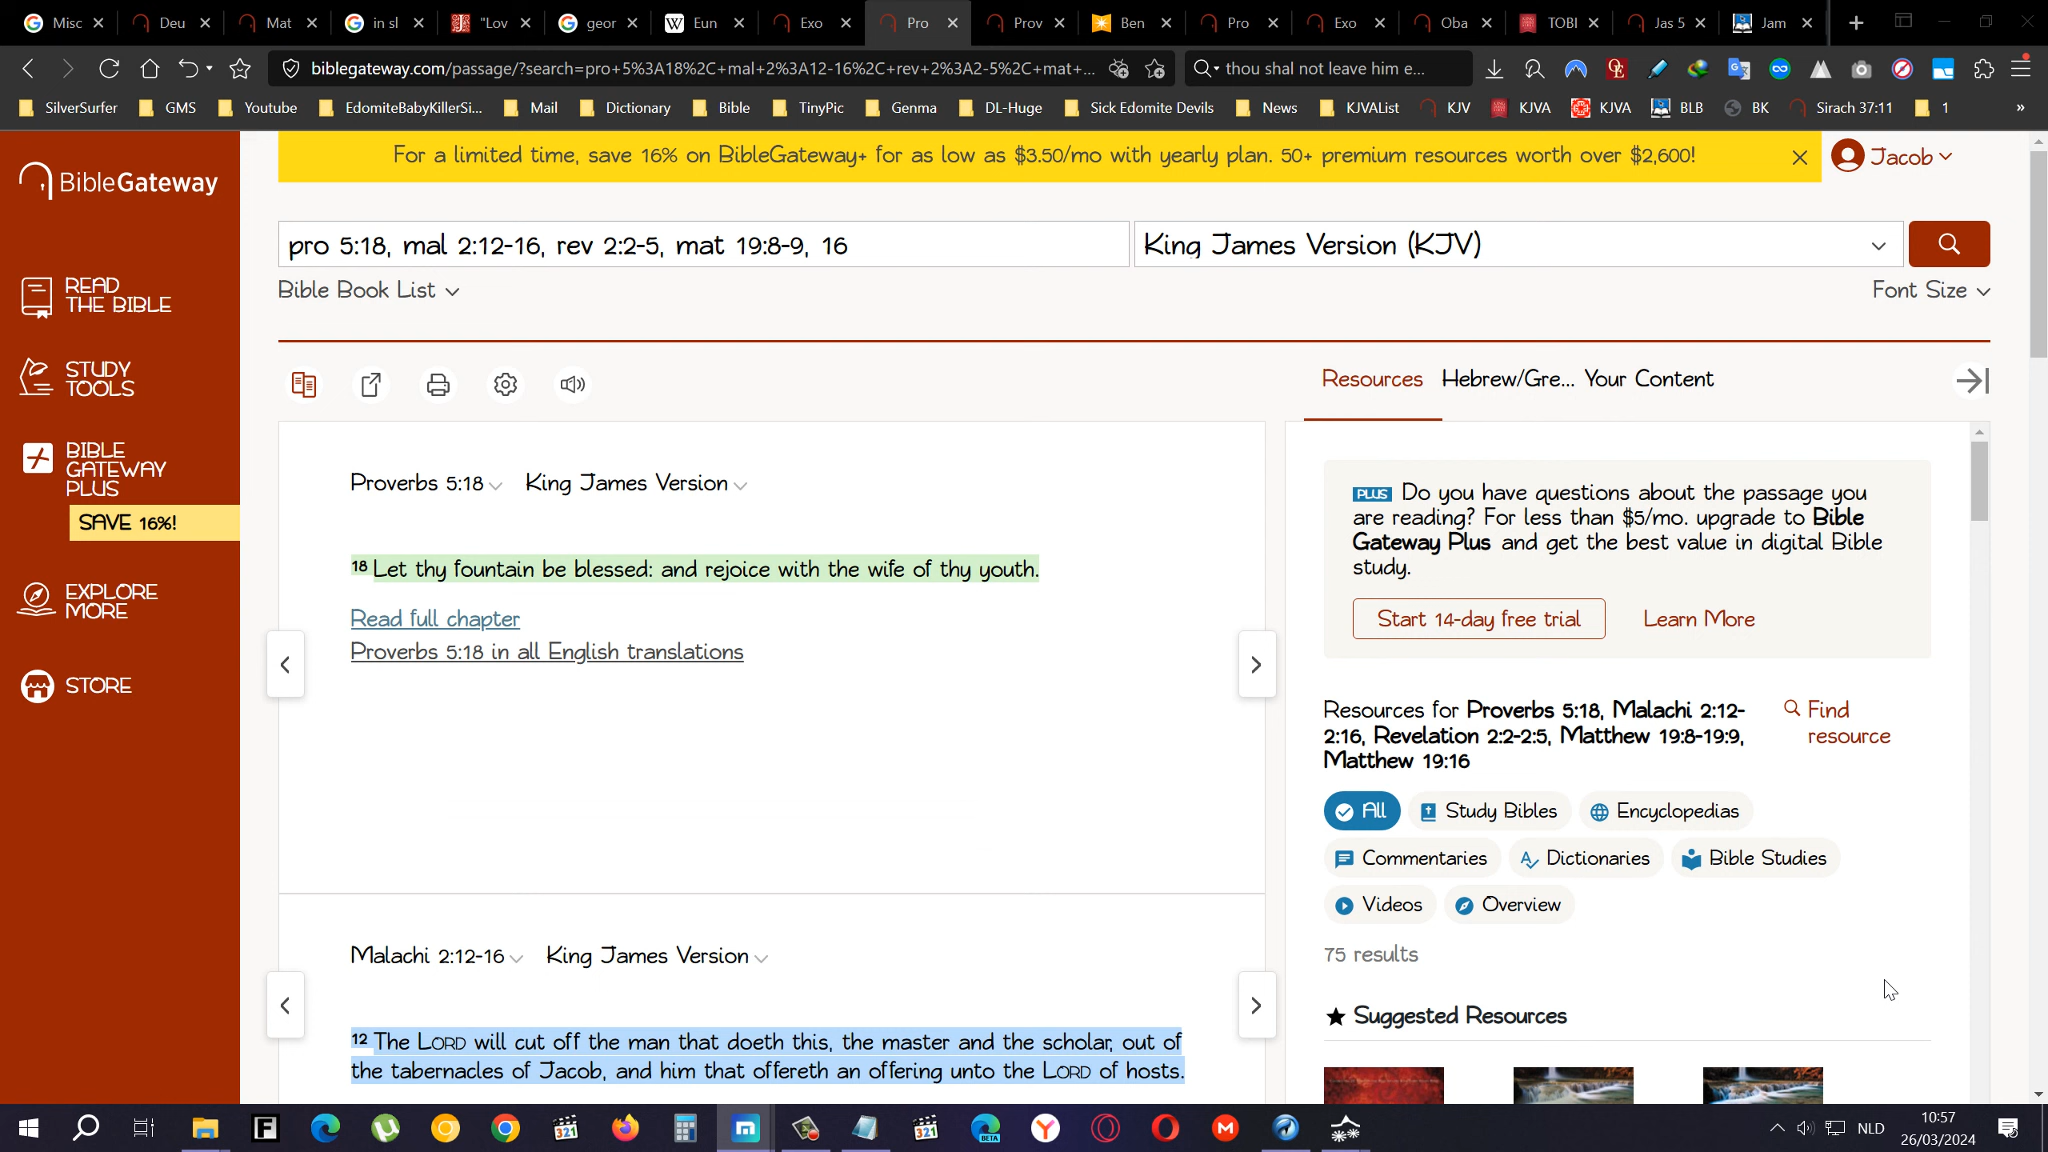 Misc
Deu
Mat
in sl
"Lov
geor
Eun
Exo
Pro
Prov
Ben
Pro
Exo
Oba
TOBI
Jas 5
Jam
biblegateway.com/passage/?search=pro+5%3A18%2C+mal+2%3A12-16%2C+rev+2%3A2-5%2C+mat+...
thou shal not leave him e...
SilverSurfer
GMS
Youtube
EdomiteBabyKillerSi...
Mail
Dictionary
Bible
TinyPic
Genma
DL-Huge
Sick Edomite Devils
News
KJVAList
KJV
KJVA
KJVA
BLB
BK
Sirach 37:11
1
For a limited time, save 16% on BibleGateway+ for as low as $3.50/mo with yearly plan. 50+ premium resources worth over $2,600!
Jacob
BibleGateway
READ
THE BIBLE
STUDY
TOOLS
BIBLE
GATEWAY
PLUS
SAVE 16%!
EXPLORE
MORE
STORE
pro 5:18, mal 2:12-16, rev 2:2-5, mat 19:8-9, 16
King James Version (KJV)
Bible Book List
Font Size
Resources
Hebrew/Gre...
Your Content
Proverbs 5:18
King James Version
18 Let thy fountain be blessed: and rejoice with the wife of thy youth.
Read full chapter
Proverbs 5:18 in all English translations
Malachi 2:12-16
King James Version
12 The LORD will cut off the man that doeth this, the master and the scholar, out of
the tabernacles of Jacob, and him that offereth an offering unto the LORD of hosts.
PLUS Do you have questions about the passage you
are reading? For less than $5/mo. upgrade to Bible
Gateway Plus and get the best value in digital Bible
study.
Start 14-day free trial
Learn More
Resources for Proverbs 5:18, Malachi 2:12-
2:16, Revelation 2:2-2:5, Matthew 19:8-19:9,
Matthew 19:16
Find
resource
All
Study Bibles
Encyclopedias
Commentaries
Dictionaries
Bible Studies
Videos
Overview
75 results
Suggested Resources
NLD
10:57
26/03/2024